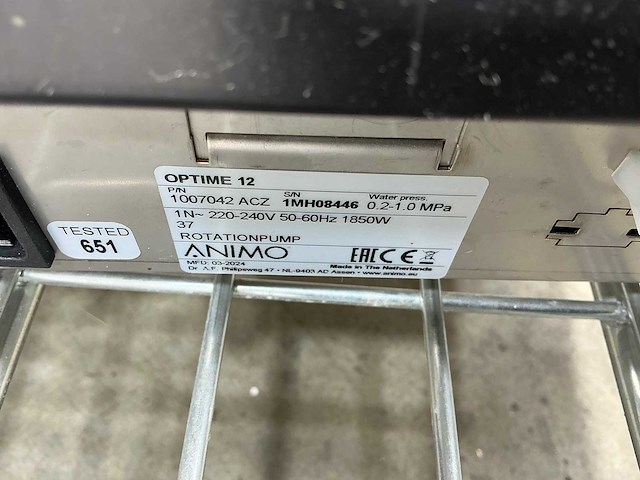 OPTIME 12
P/N S/N Water press.
1007042 ACZ 1MH08446 0.2-1.0 MPa
1N~ 220-240V 50-60Hz 1850W
37
ROTATIONPUMP
ANIMO EAC CE
MFD: 03-2024 Made in The Netherlands
Dr. A.F. Philipsweg 47 - NL-9403 AD Assen - www.animo.eu
TESTED
651